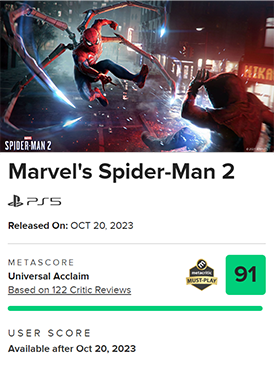 MARVEL
SPIDER-MAN 2
Marvel's Spider-Man 2
PS5
Released On: OCT 20, 2023
METASCORE
Universal Acclaim
Based on 122 Critic Reviews
metacritic
MUST-PLAY
91
USER SCORE
Available after Oct 20, 2023